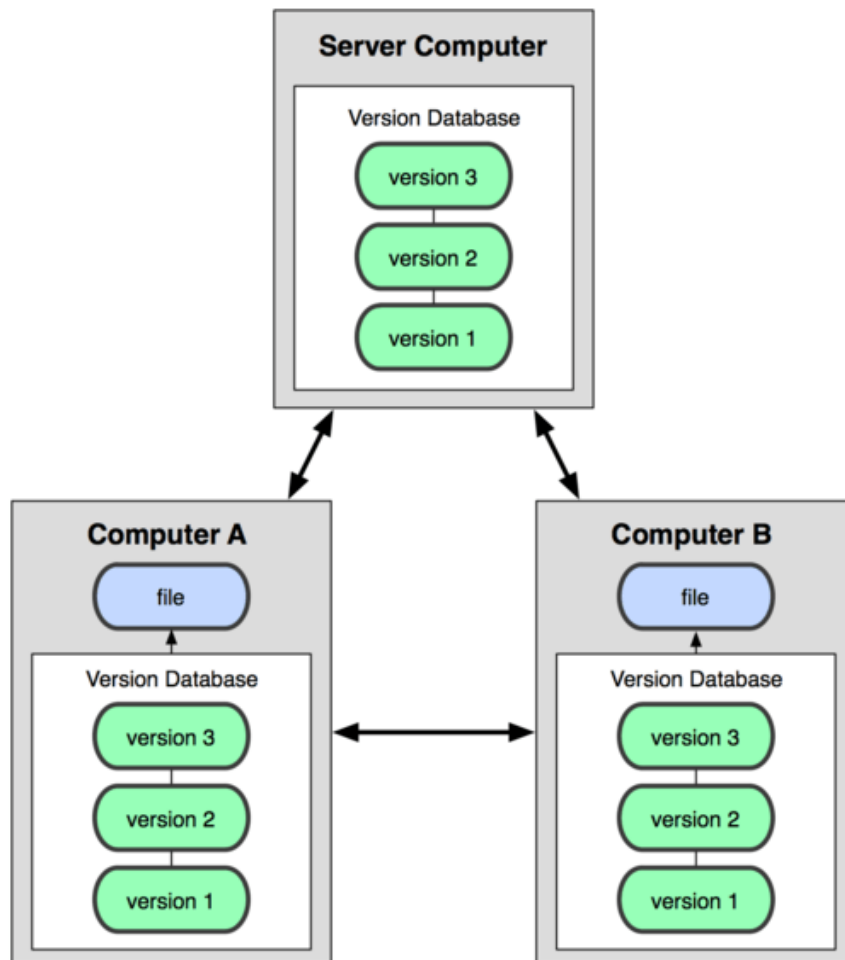 Server Computer
Version Database
version 3
version 2
version 1
Computer A
file
Version Database
version 3
version 2
version 1
Computer B
file
Version Database
version 3
version 2
version 1